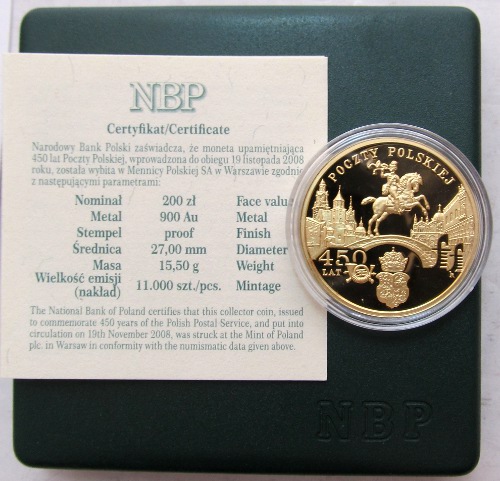 NBP
Certyfikat/Certificate
Narodowy Bank Polski zaświadcza, że moneta upamiętniająca
450 lat Poczty Polskiej, wprowadzona do obiegu 19 listopada 2008
roku, została wybita w Mennicy Polskiej SA w Warszawie zgodnie
z następującymi parametrami:
Nominał 200 zł Face value
Metal 900 Au Metal
Stempel proof Finish
Średnica 27,00 mm Diameter
Masa 15,50 g Weight
Wielkość emisji
(nakład) 11.000 szt./pcs. Mintage
The National Bank of Poland certifies that this collector coin, issued
to commemorate 450 years of the Polish Postal Service, and put into
circulation on 19th November 2008, was struck at the Mint of Poland
plc. in Warsaw in conformity with the numismatic data given above.
POCZTY POLSKIEJ
450
LAT
NBP